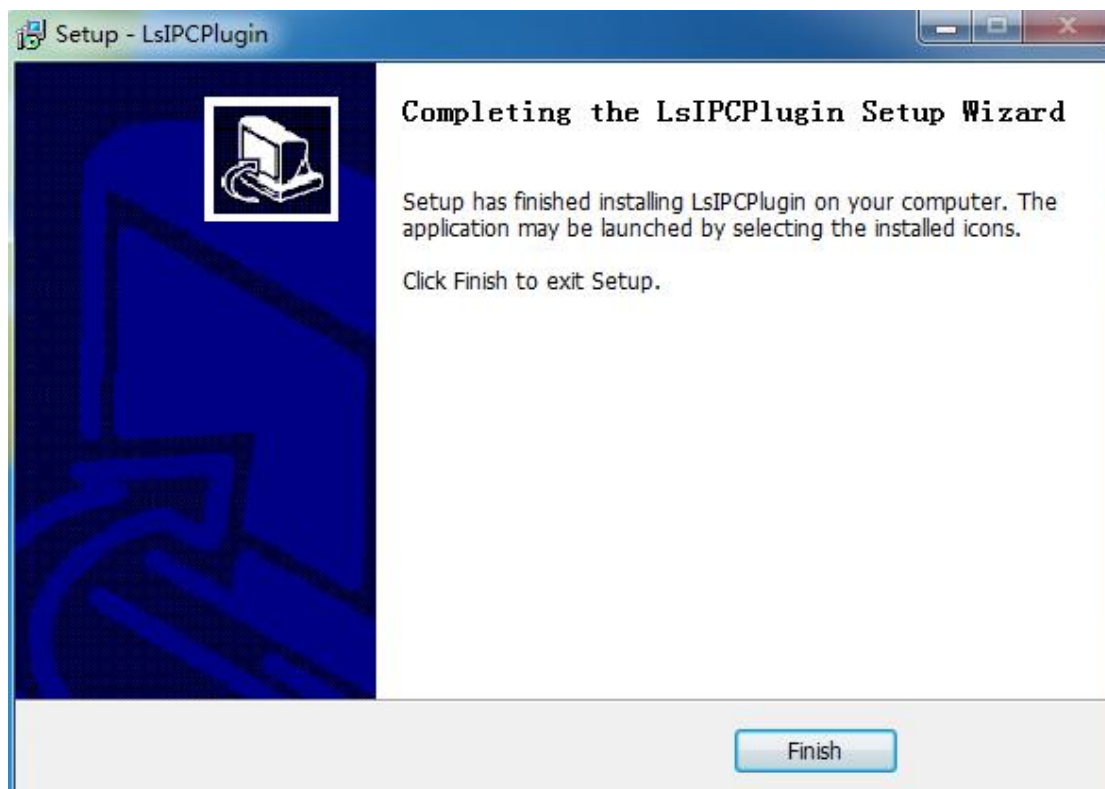 Setup - LsIPCPlugin
Completing the LsIPCPlugin Setup Wizard
Setup has finished installing LsIPCPlugin on your computer. The
application may be launched by selecting the installed icons.
Click Finish to exit Setup.
Finish